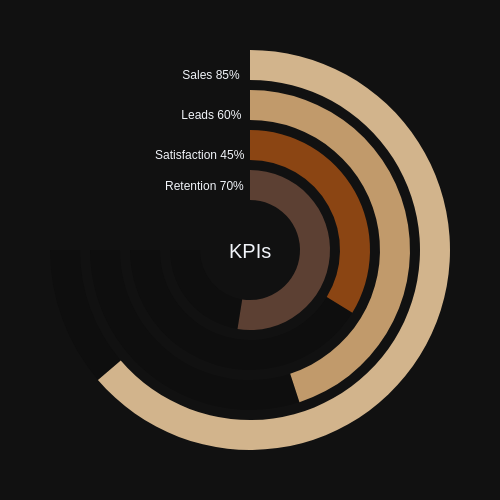 Sales 85%
Leads 60%
Satisfaction 45%
Retention 70%
KPIs